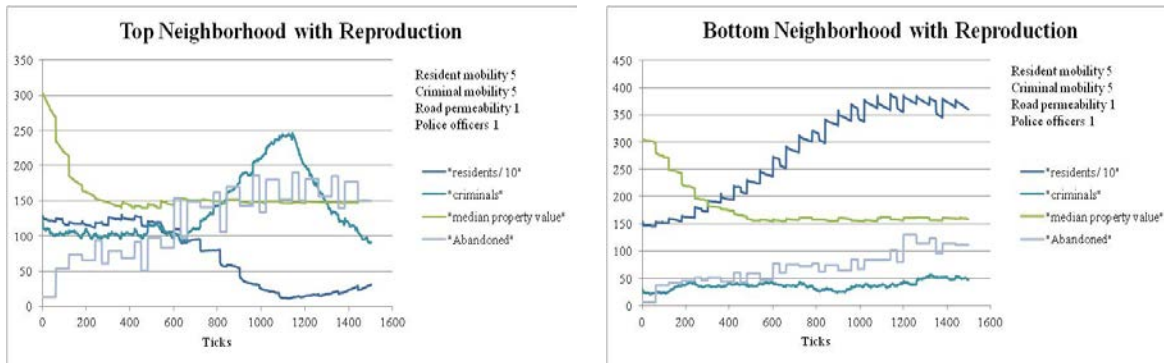 Top Neighborhood with Reproduction
350
300
250
200
150
100
50
0
0 200 400 600 800 1000 1200 1400 1600
Ticks
Resident mobility 5
Criminal mobility 5
Road permeability 1
Police officers 1
"residents/ 10"
"criminals"
"median property value"
"Abandoned"
Bottom Neighborhood with Reproduction
450
400
350
300
250
200
150
100
50
0
0 200 400 600 800 1000 1200 1400 1600
Ticks
Resident mobility 5
Criminal mobility 5
Road permeability 1
Police officers 1
"residents/ 10"
"criminals"
"median property value"
"Abandoned"